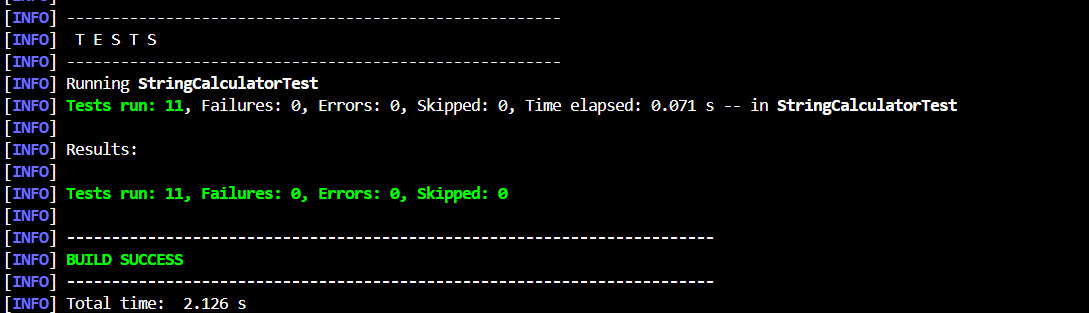 [INFO] -------------------------------------------------------
[INFO]  T E S T S
[INFO] -------------------------------------------------------
[INFO] Running StringCalculatorTest
[INFO] Tests run: 11, Failures: 0, Errors: 0, Skipped: 0, Time elapsed: 0.071 s -- in StringCalculatorTest
[INFO]
[INFO] Results:
[INFO]
[INFO] Tests run: 11, Failures: 0, Errors: 0, Skipped: 0
[INFO]
[INFO] ------------------------------------------------------------------------
[INFO] BUILD SUCCESS
[INFO] ------------------------------------------------------------------------
[INFO] Total time:  2.126 s